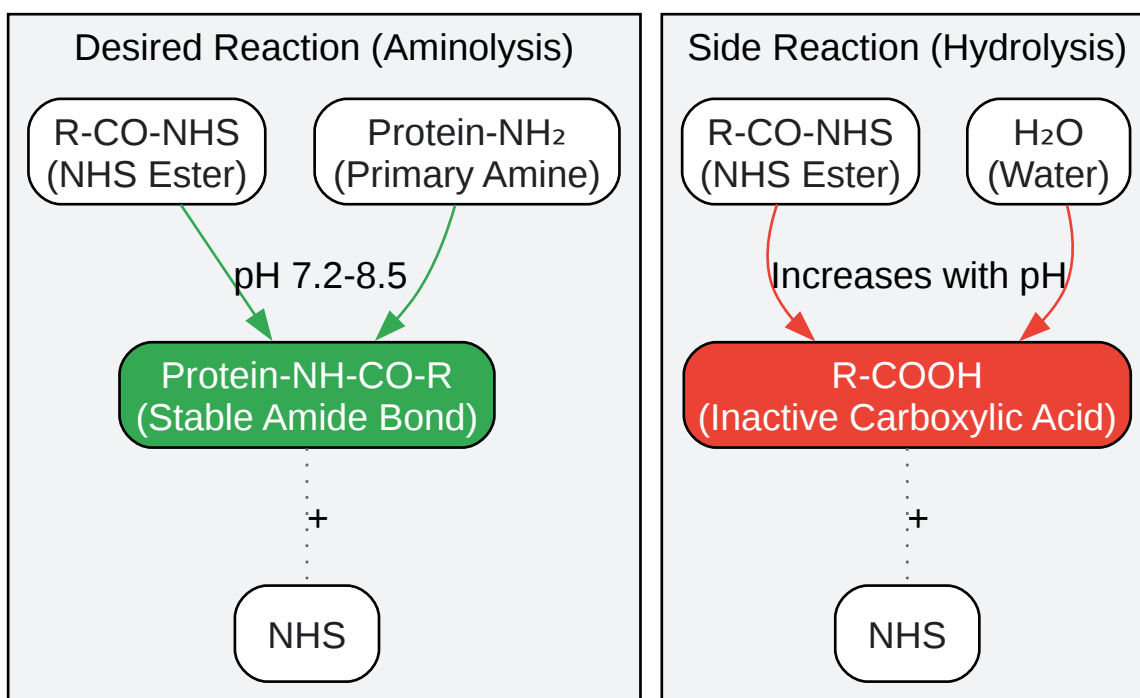 Desired Reaction (Aminolysis)
R-CO-NHS
(NHS Ester)
Protein-NH₂
(Primary Amine)
pH 7.2-8.5
Protein-NH-CO-R
(Stable Amide Bond)
+
NHS
Side Reaction (Hydrolysis)
R-CO-NHS
(NHS Ester)
H₂O
(Water)
Increases with pH
R-COOH
(Inactive Carboxylic Acid)
+
NHS